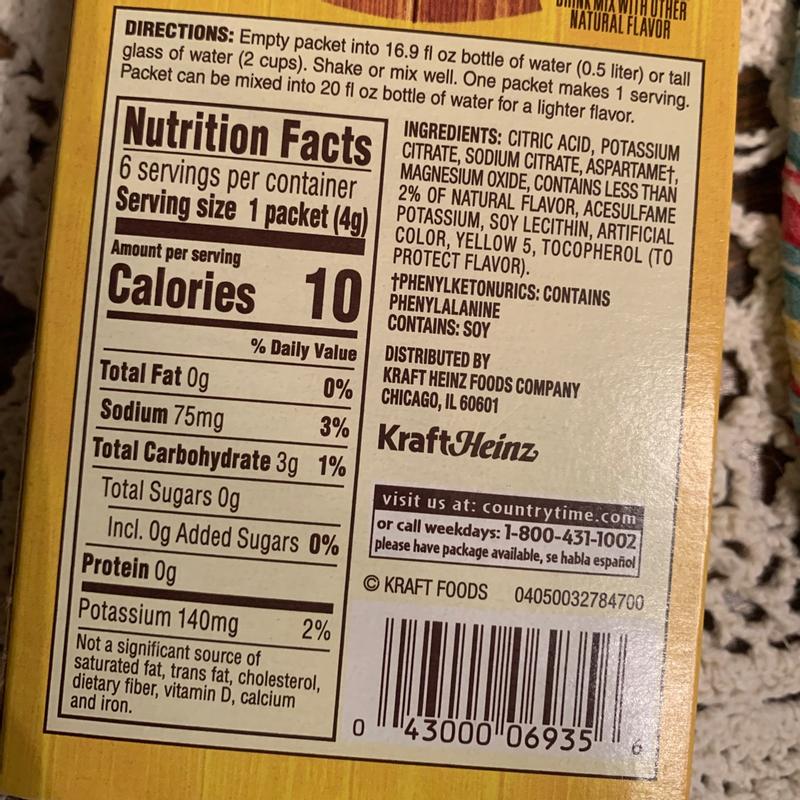 DRINK MIX WITH OTHER
NATURAL FLAVOR
DIRECTIONS: Empty packet into 16.9 fl oz bottle of water (0.5 liter) or tall
glass of water (2 cups). Shake or mix well. One packet makes 1 serving.
Packet can be mixed into 20 fl oz bottle of water for a lighter flavor.
Nutrition Facts
6 servings per container
Serving size 1 packet (4g)
Amount per serving
Calories 10
% Daily Value
Total Fat 0g 0%
Sodium 75mg 3%
Total Carbohydrate 3g 1%
Total Sugars 0g
Incl. 0g Added Sugars 0%
Protein 0g
Potassium 140mg 2%
Not a significant source of
saturated fat, trans fat, cholesterol,
dietary fiber, vitamin D, calcium
and iron.
INGREDIENTS: CITRIC ACID, POTASSIUM
CITRATE, SODIUM CITRATE, ASPARTAME†,
MAGNESIUM OXIDE, CONTAINS LESS THAN
2% OF NATURAL FLAVOR, ACESULFAME
POTASSIUM, SOY LECITHIN, ARTIFICIAL
COLOR, YELLOW 5, TOCOPHEROL (TO
PROTECT FLAVOR).
†PHENYLKETONURICS: CONTAINS
PHENYLALANINE
CONTAINS: SOY
DISTRIBUTED BY
KRAFT HEINZ FOODS COMPANY
CHICAGO, IL 60601
KraftHeinz
visit us at: countrytime.com
or call weekdays: 1-800-431-1002
please have package available, se habla español
© KRAFT FOODS 04050032784700
0 43000 06935 6